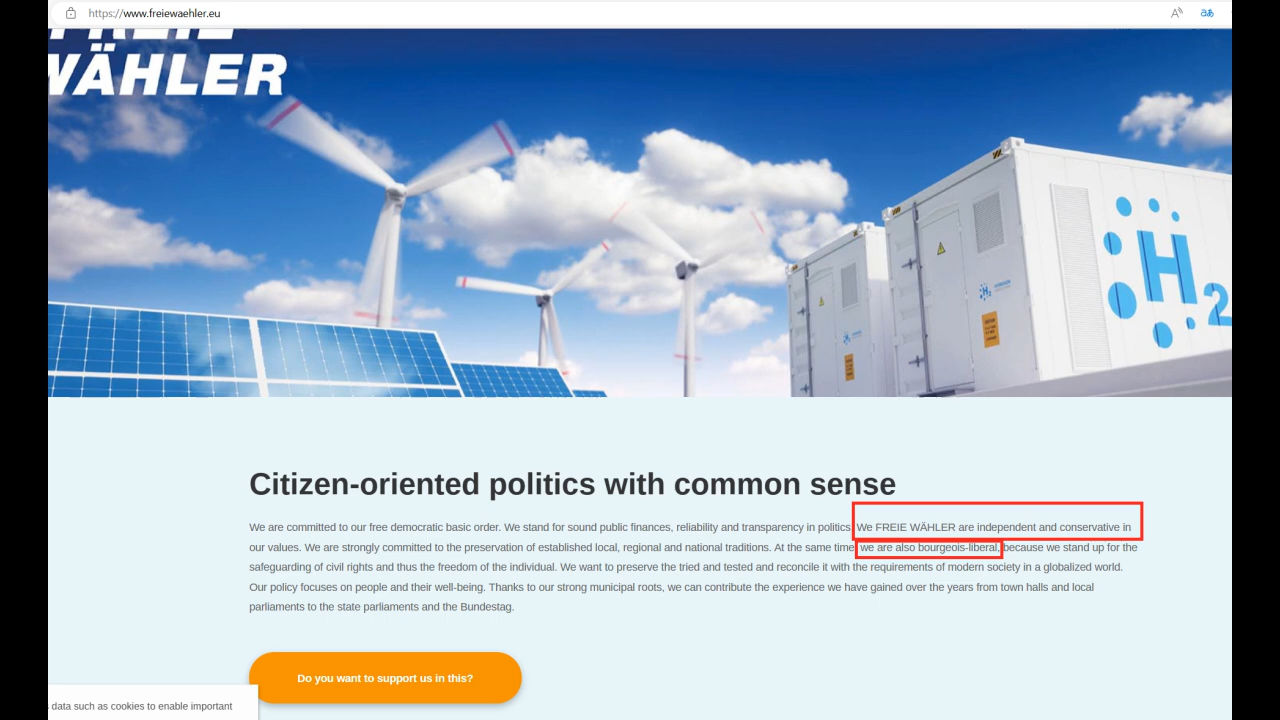 https://www.freiewaehler.eu
WÄHLER
H2
Citizen-oriented politics with common sense
We are committed to our free democratic basic order. We stand for sound public finances, reliability and transparency in politics. We FREIE WÄHLER are independent and conservative in
our values. We are strongly committed to the preservation of established local, regional and national traditions. At the same time, we are also bourgeois-liberal, because we stand up for the
safeguarding of civil rights and thus the freedom of the individual. We want to preserve the tried and tested and reconcile it with the requirements of modern society in a globalized world.
Our policy focuses on people and their well-being. Thanks to our strong municipal roots, we can contribute the experience we have gained over the years from town halls and local
parliaments to the state parliaments and the Bundestag.
Do you want to support us in this?
data such as cookies to enable important